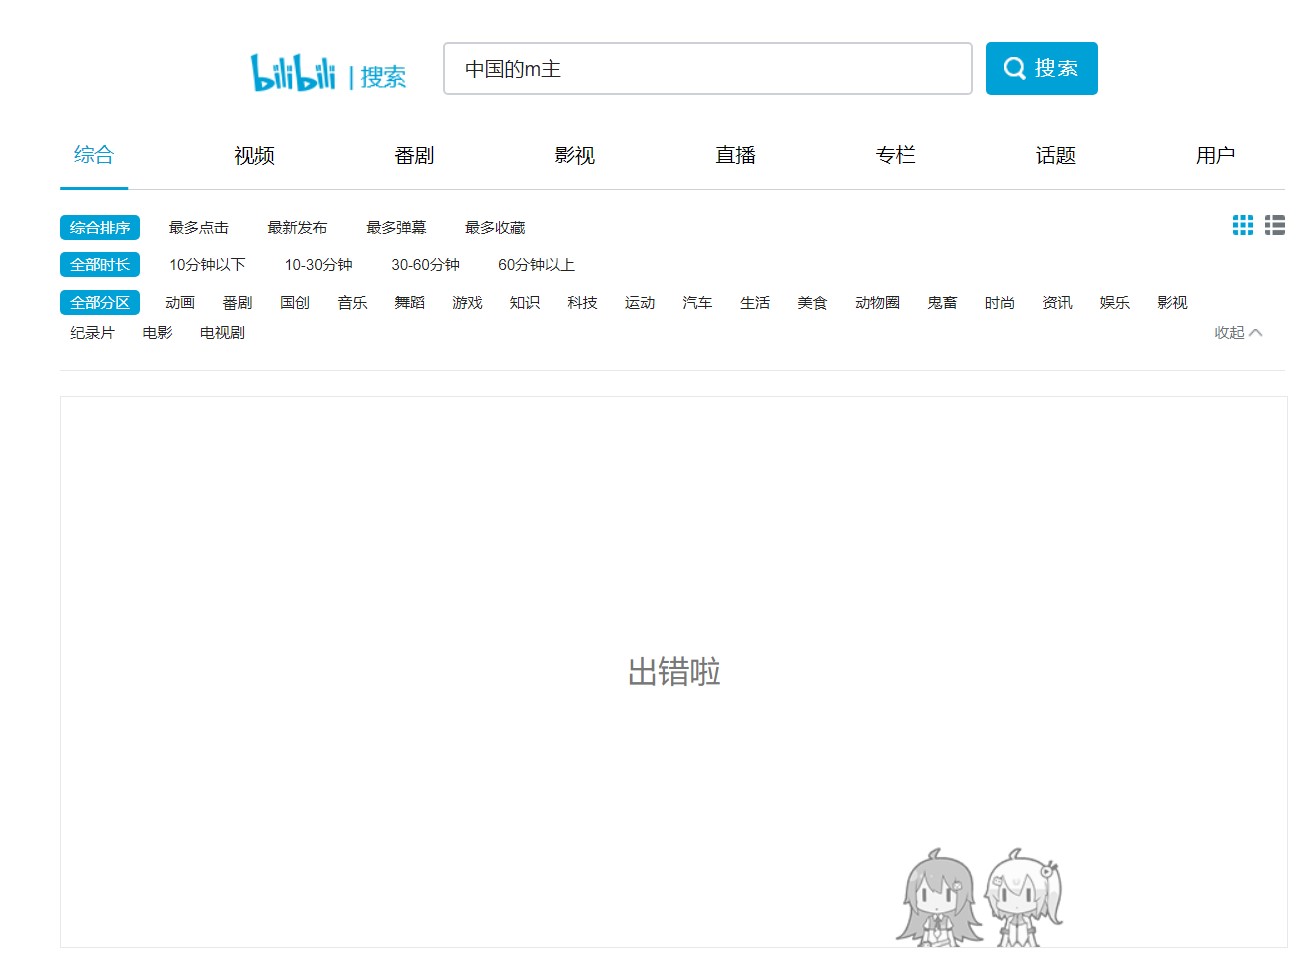 bilibili | 搜索 中国的m主 搜索
综合 视频 番剧 影视 直播 专栏 话题 用户
综合排序 最多点击 最新发布 最多弹幕 最多收藏
全部时长 10分钟以下 10-30分钟 30-60分钟 60分钟以上
全部分区 动画 番剧 国创 音乐 舞蹈 游戏 知识 科技 运动 汽车 生活 美食 动物圈 鬼畜 时尚 资讯 娱乐 影视
纪录片 电影 电视剧 收起
出错啦